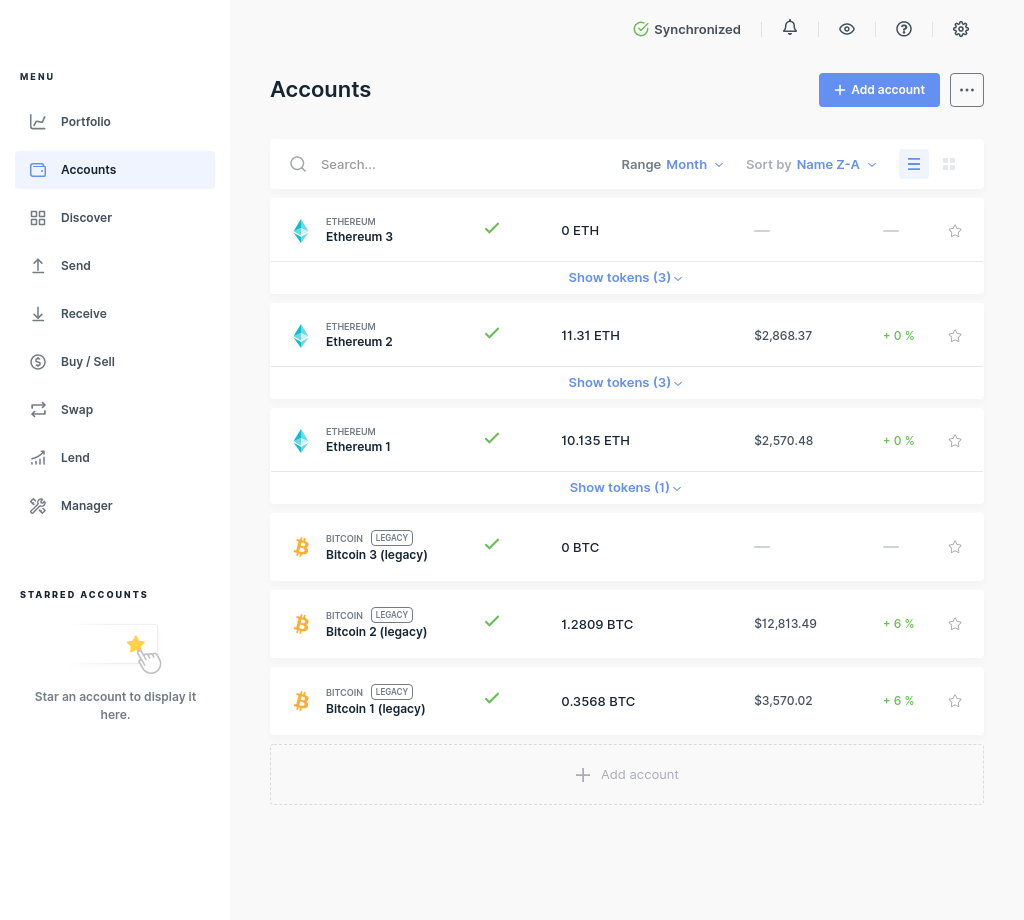 Synchronized
MENU
Portfolio
Accounts
Discover
Send
Receive
Buy / Sell
Swap
Lend
Manager
STARRED ACCOUNTS
Star an account to display it
here.
Accounts
Add account
Search...
Range Month
Sort by Name Z-A
ETHEREUM
Ethereum 3
0 ETH
—
—
Show tokens (3)
ETHEREUM
Ethereum 2
11.31 ETH
$2,868.37
+ 0 %
Show tokens (3)
ETHEREUM
Ethereum 1
10.135 ETH
$2,570.48
+ 0 %
Show tokens (1)
BITCOIN LEGACY
Bitcoin 3 (legacy)
0 BTC
—
—
BITCOIN LEGACY
Bitcoin 2 (legacy)
1.2809 BTC
$12,813.49
+ 6 %
BITCOIN LEGACY
Bitcoin 1 (legacy)
0.3568 BTC
$3,570.02
+ 6 %
Add account